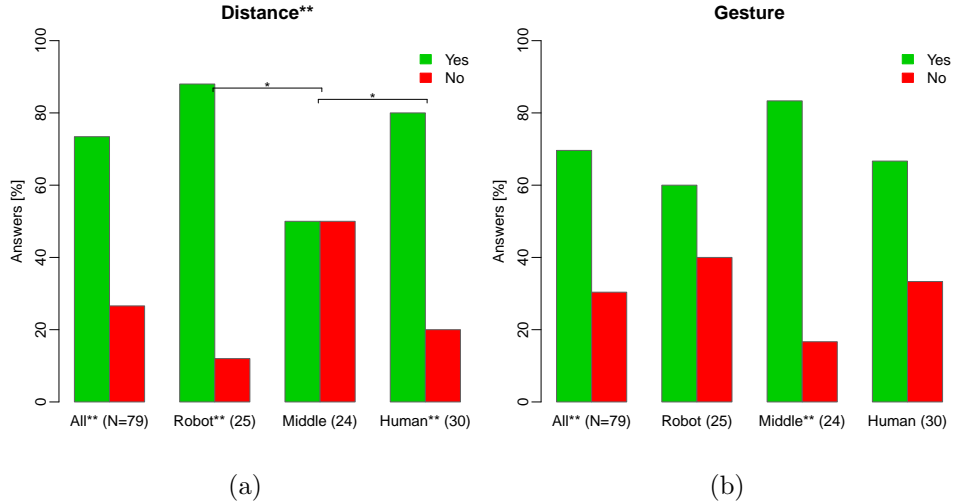 Distance**
Answers [%]
100
80
60
40
20
0
Yes
No
*
*
All** (N=79)
Robot** (25)
Middle (24)
Human** (30)
(a)
Gesture
Answers [%]
100
80
60
40
20
0
Yes
No
All** (N=79)
Robot (25)
Middle** (24)
Human (30)
(b)